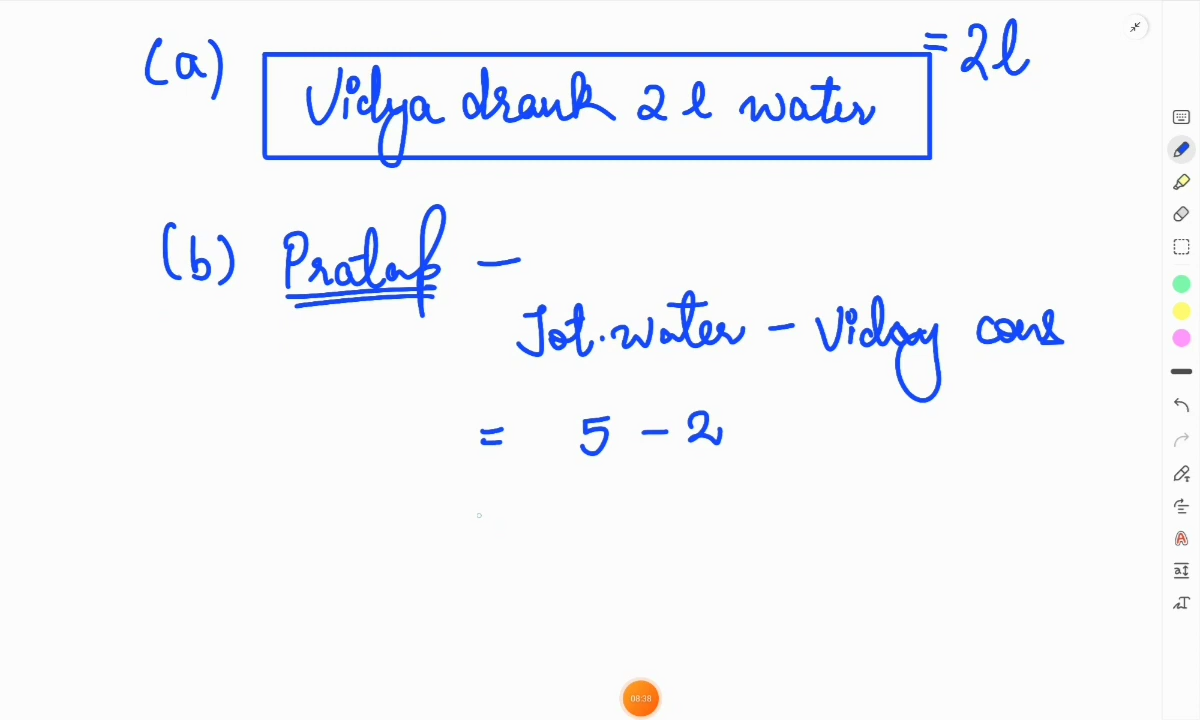 = 2l
(a) Vidya drank 2 l water
(b) Pratap –
Tot. water – Vidya cons
= 5 – 2
08:38